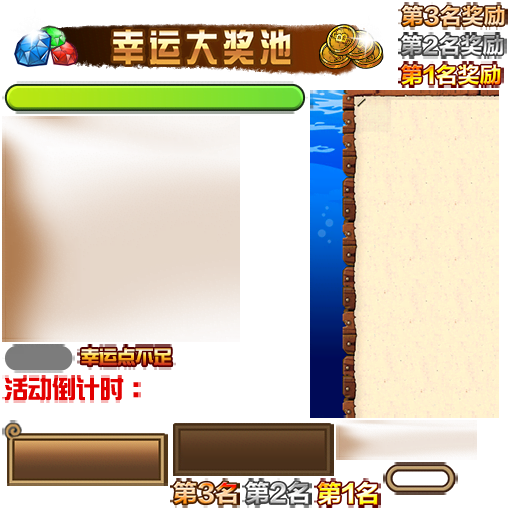 幸运大奖池
第3名奖励
第2名奖励
第1名奖励
幸运点不足
活动倒计时：
第3名
第2名
第1名